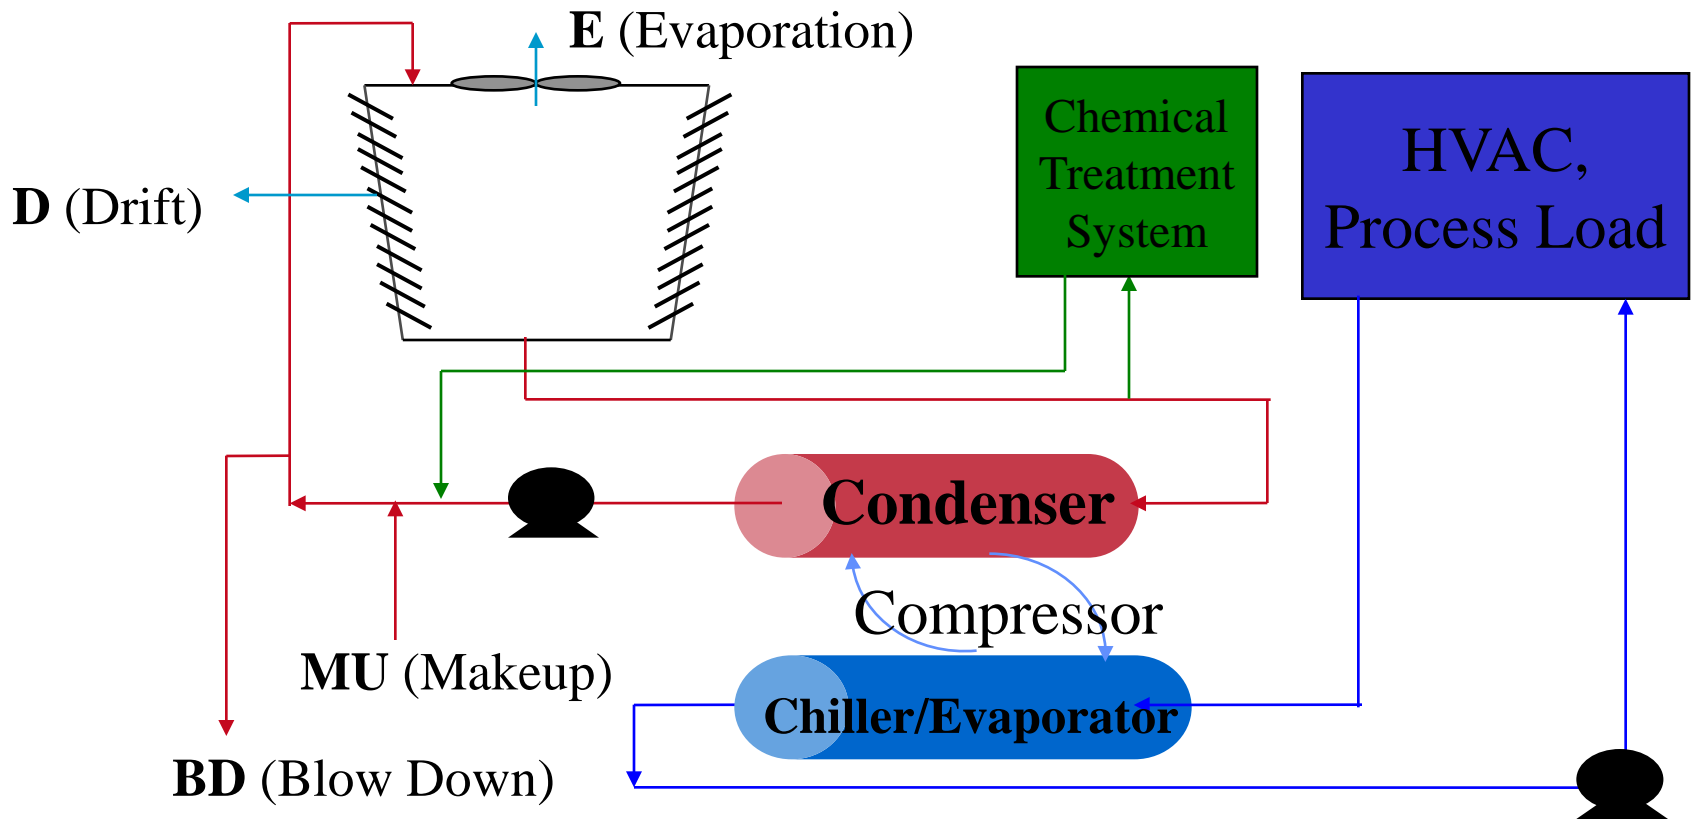 E (Evaporation)
Chemical
Treatment
System
HVAC,
Process Load
D (Drift)
Condenser
Compressor
MU (Makeup)
Chiller/Evaporator
BD (Blow Down)